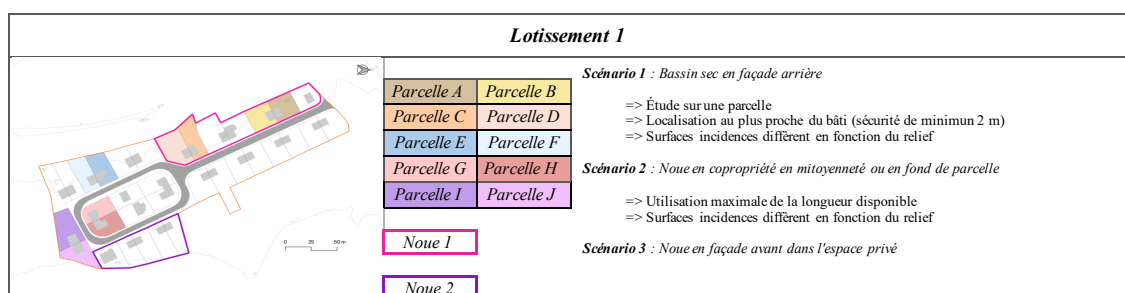 Lotissement 1
Parcelle A Parcelle B
Parcelle C Parcelle D
Parcelle E Parcelle F
Parcelle G Parcelle H
Parcelle I Parcelle J
Noue 1
Noue 2
0 25 50 m
Scénario 1 : Bassin sec en façade arrière
=> Étude sur une parcelle
=> Localisation au plus proche du bâti (sécurité de minimun 2 m)
=> Surfaces incidences diffèrent en fonction du relief
Scénario 2 : Noue en copropriété en mitoyenneté ou en fond de parcelle
=> Utilisation maximale de la longueur disponible
=> Surfaces incidences diffèrent en fonction du relief
Scénario 3 : Noue en façade avant dans l'espace privé